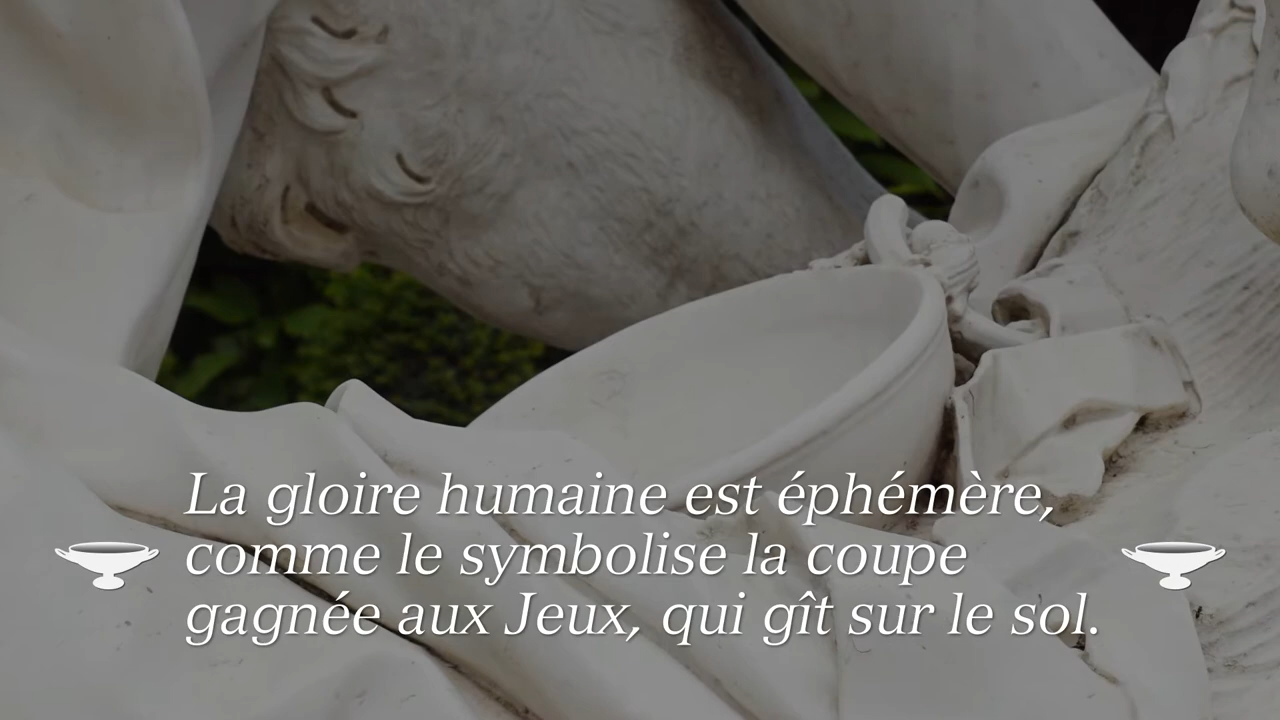 La gloire humaine est éphémère,
comme le symbolise la coupe
gagnée aux Jeux, qui gît sur le sol.